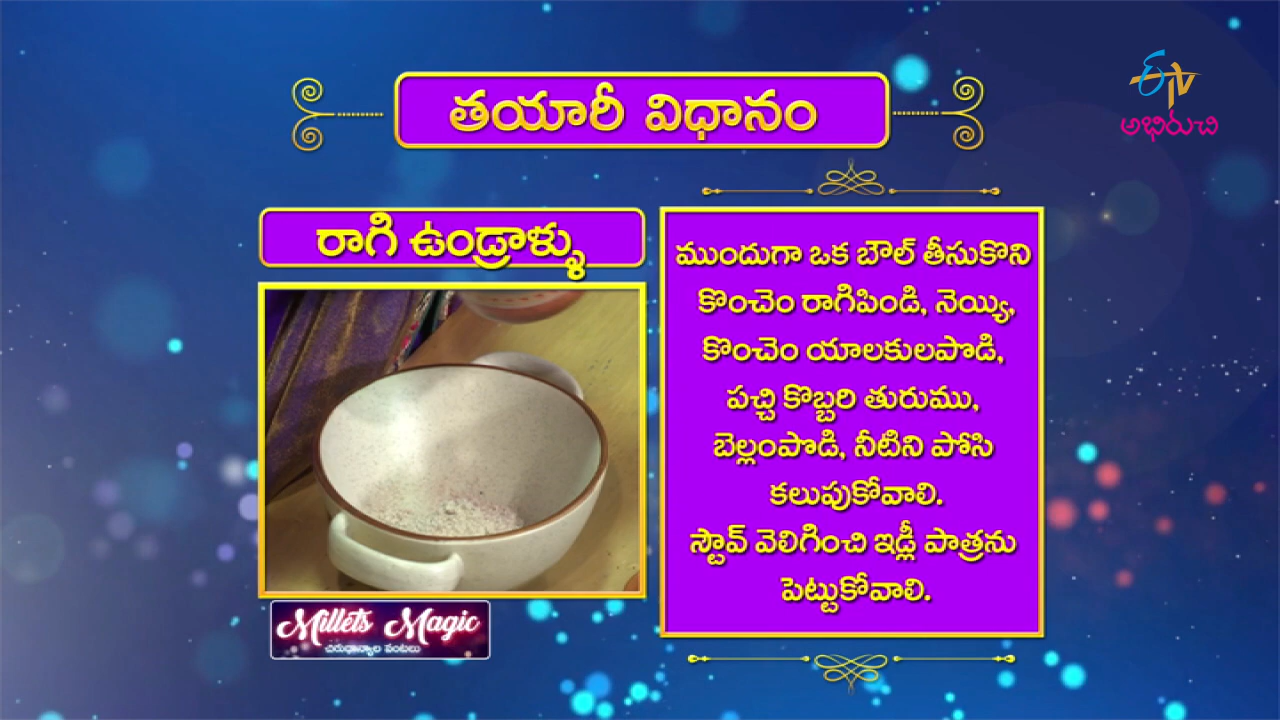 తయారీ విధానం
ETV
అభిరుచి
రాగి ఉండ్రాళ్ళు
ముందుగా ఒక బౌల్ తీసుకొని
కొంచెం రాగిపిండి, నెయ్యి,
కొంచెం యాలకులపొడి,
పచ్చి కొబ్బరి తురుము,
బెల్లంపొడి, నీటిని పోసి
కలుపుకోవాలి.
స్టౌవ్ వెలిగించి ఇడ్లీ పాత్రను
పెట్టుకోవాలి.
Millets Magic
చిరుధాన్యాల వంటలు